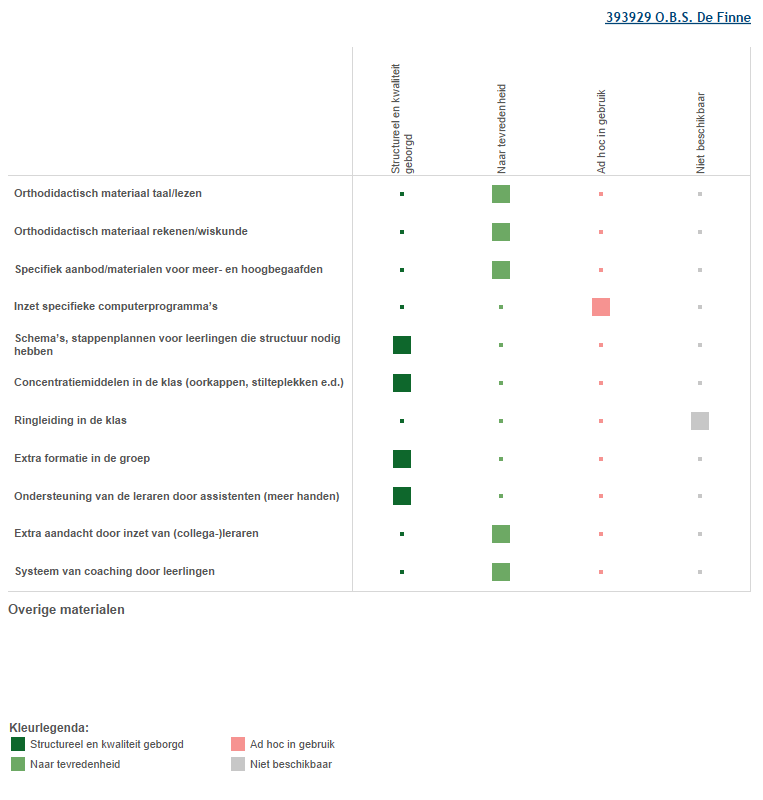 393929 O.B.S. De Finne
Structureel en kwaliteit
geborgd
Naar tevredenheid
Ad hoc in gebruik
Niet beschikbaar
Orthodidactisch materiaal taal/lezen
Orthodidactisch materiaal rekenen/wiskunde
Specifiek aanbod/materialen voor meer- en hoogbegaafden
Inzet specifieke computerprogramma's
Schema's, stappenplannen voor leerlingen die structuur nodig
hebben
Concentratiemiddelen in de klas (oorkappen, stilteplekken e.d.)
Ringleiding in de klas
Extra formatie in de groep
Ondersteuning van de leraren door assistenten (meer handen)
Extra aandacht door inzet van (collega-)leraren
Systeem van coaching door leerlingen
Overige materialen
Kleurlegenda:
Structureel en kwaliteit geborgd
Ad hoc in gebruik
Naar tevredenheid
Niet beschikbaar